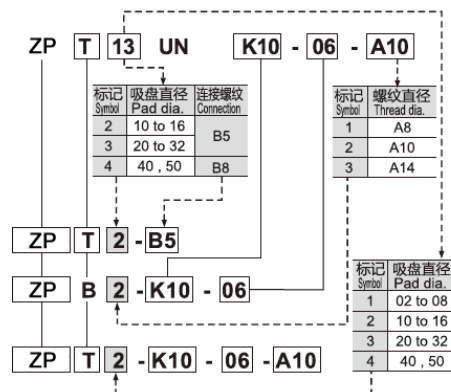 ZP T 13 UN K10 - 06 - A10
标记 吸盘直径 连接螺纹
Symbol Pad dia. Connection
2 10 to 16 B5
3 20 to 32
4 40 , 50 B8
标记 螺纹直径
Symbol Thread dia.
1 A8
2 A10
3 A14
ZP T 2 - B5
ZP B 2 - K10 - 06
标记 吸盘直径
Symbol Pad dia.
1 02 to 08
2 10 to 16
3 20 to 32
4 40 , 50
ZP T 2 - K10 - 06 - A10